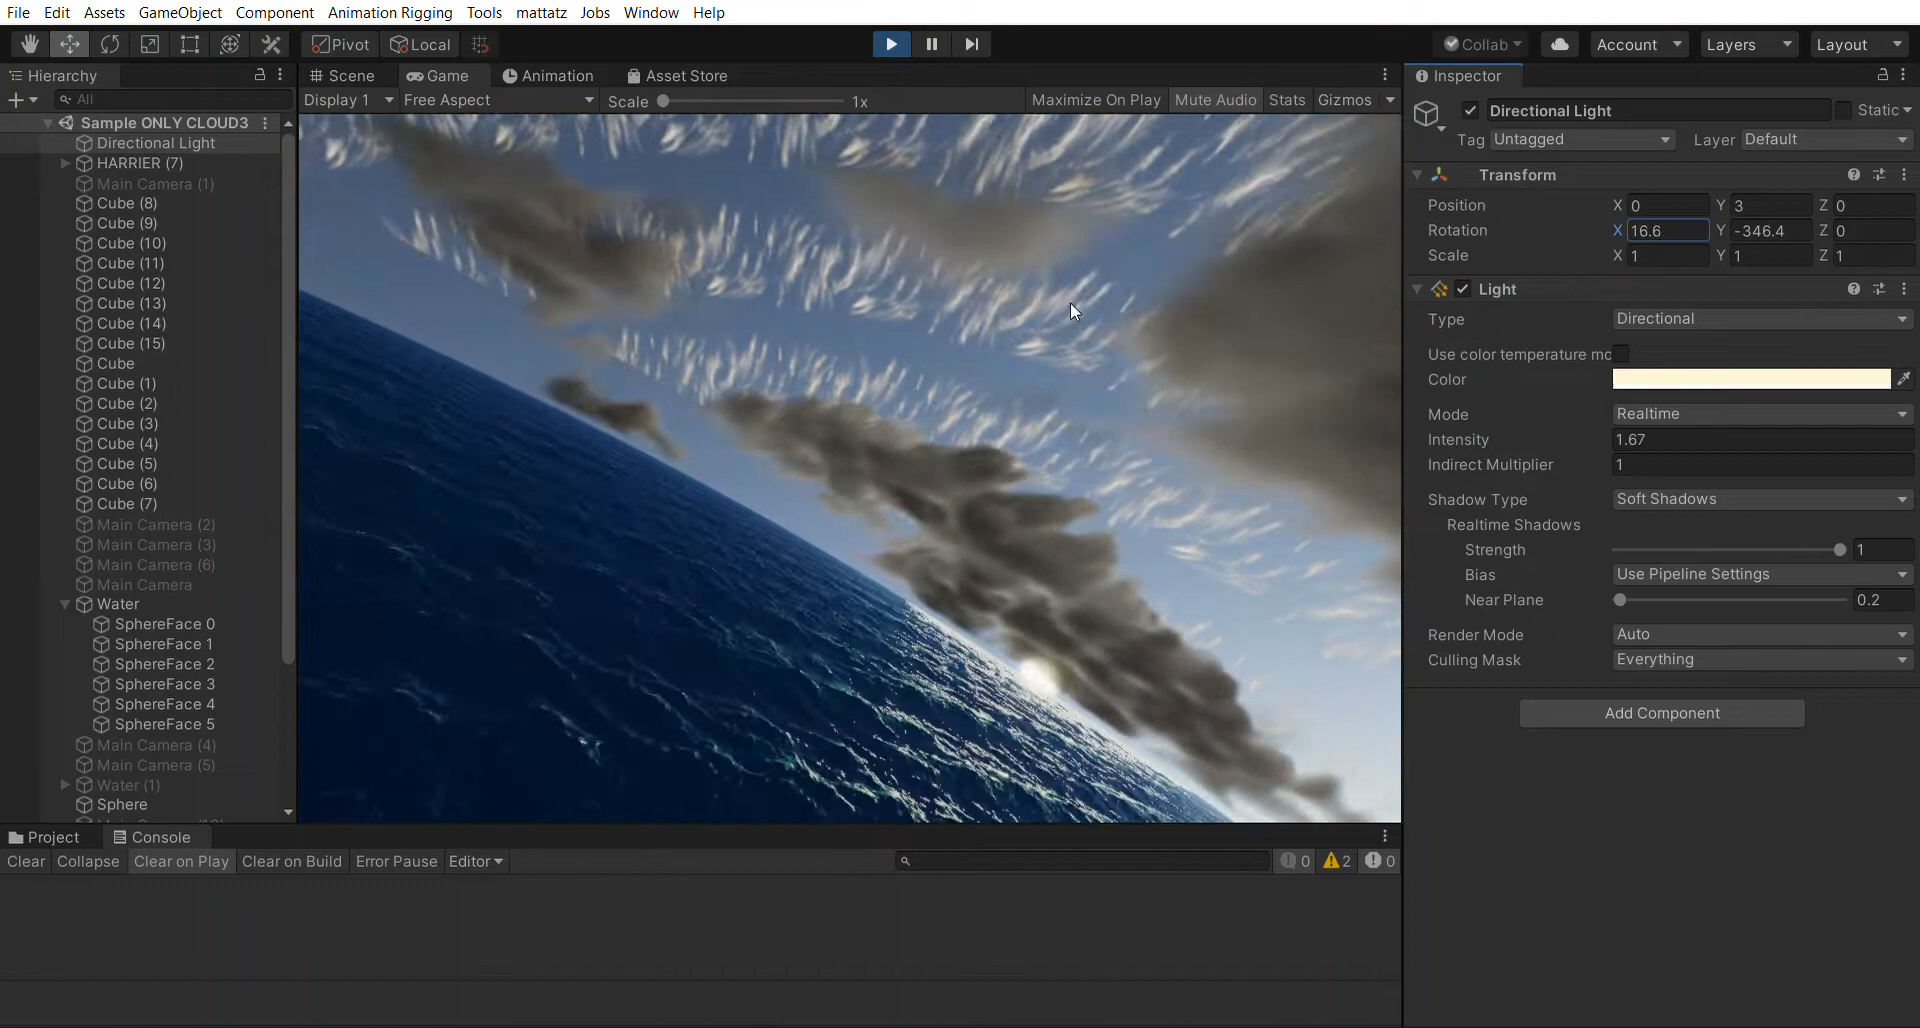 File Edit Assets GameObject Component Animation Rigging Tools mattatz Jobs Window Help
Pivot Local Collab Account Layers Layout
Hierarchy
All
Sample ONLY CLOUD3
Directional Light
HARRIER (7)
Main Camera (1)
Cube (8)
Cube (9)
Cube (10)
Cube (11)
Cube (12)
Cube (13)
Cube (14)
Cube (15)
Cube
Cube (1)
Cube (2)
Cube (3)
Cube (4)
Cube (5)
Cube (6)
Cube (7)
Main Camera (2)
Main Camera (3)
Main Camera (6)
Main Camera
Water
SphereFace 0
SphereFace 1
SphereFace 2
SphereFace 3
SphereFace 4
SphereFace 5
Main Camera (4)
Main Camera (5)
Water (1)
Sphere
Scene Game Animation Asset Store
Display 1 Free Aspect Scale 1x Maximize On Play Mute Audio Stats Gizmos
Inspector
Directional Light Static
Tag Untagged Layer Default
Transform
Position X 0 Y 3 Z 0
Rotation X 16.6 Y -346.4 Z 0
Scale X 1 Y 1 Z 1
Light
Type Directional
Use color temperature mo
Color
Mode Realtime
Intensity 1.67
Indirect Multiplier 1
Shadow Type Soft Shadows
Realtime Shadows
Strength 1
Bias Use Pipeline Settings
Near Plane 0.2
Render Mode Auto
Culling Mask Everything
Add Component
Project Console
Clear Collapse Clear on Play Clear on Build Error Pause Editor 0 2 0